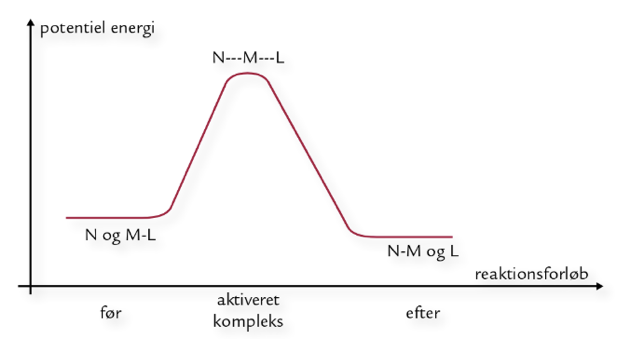 potentiel energi
N---M---L
N og M-L
N-M og L
reaktionsforløb
før
aktiveret
kompleks
efter